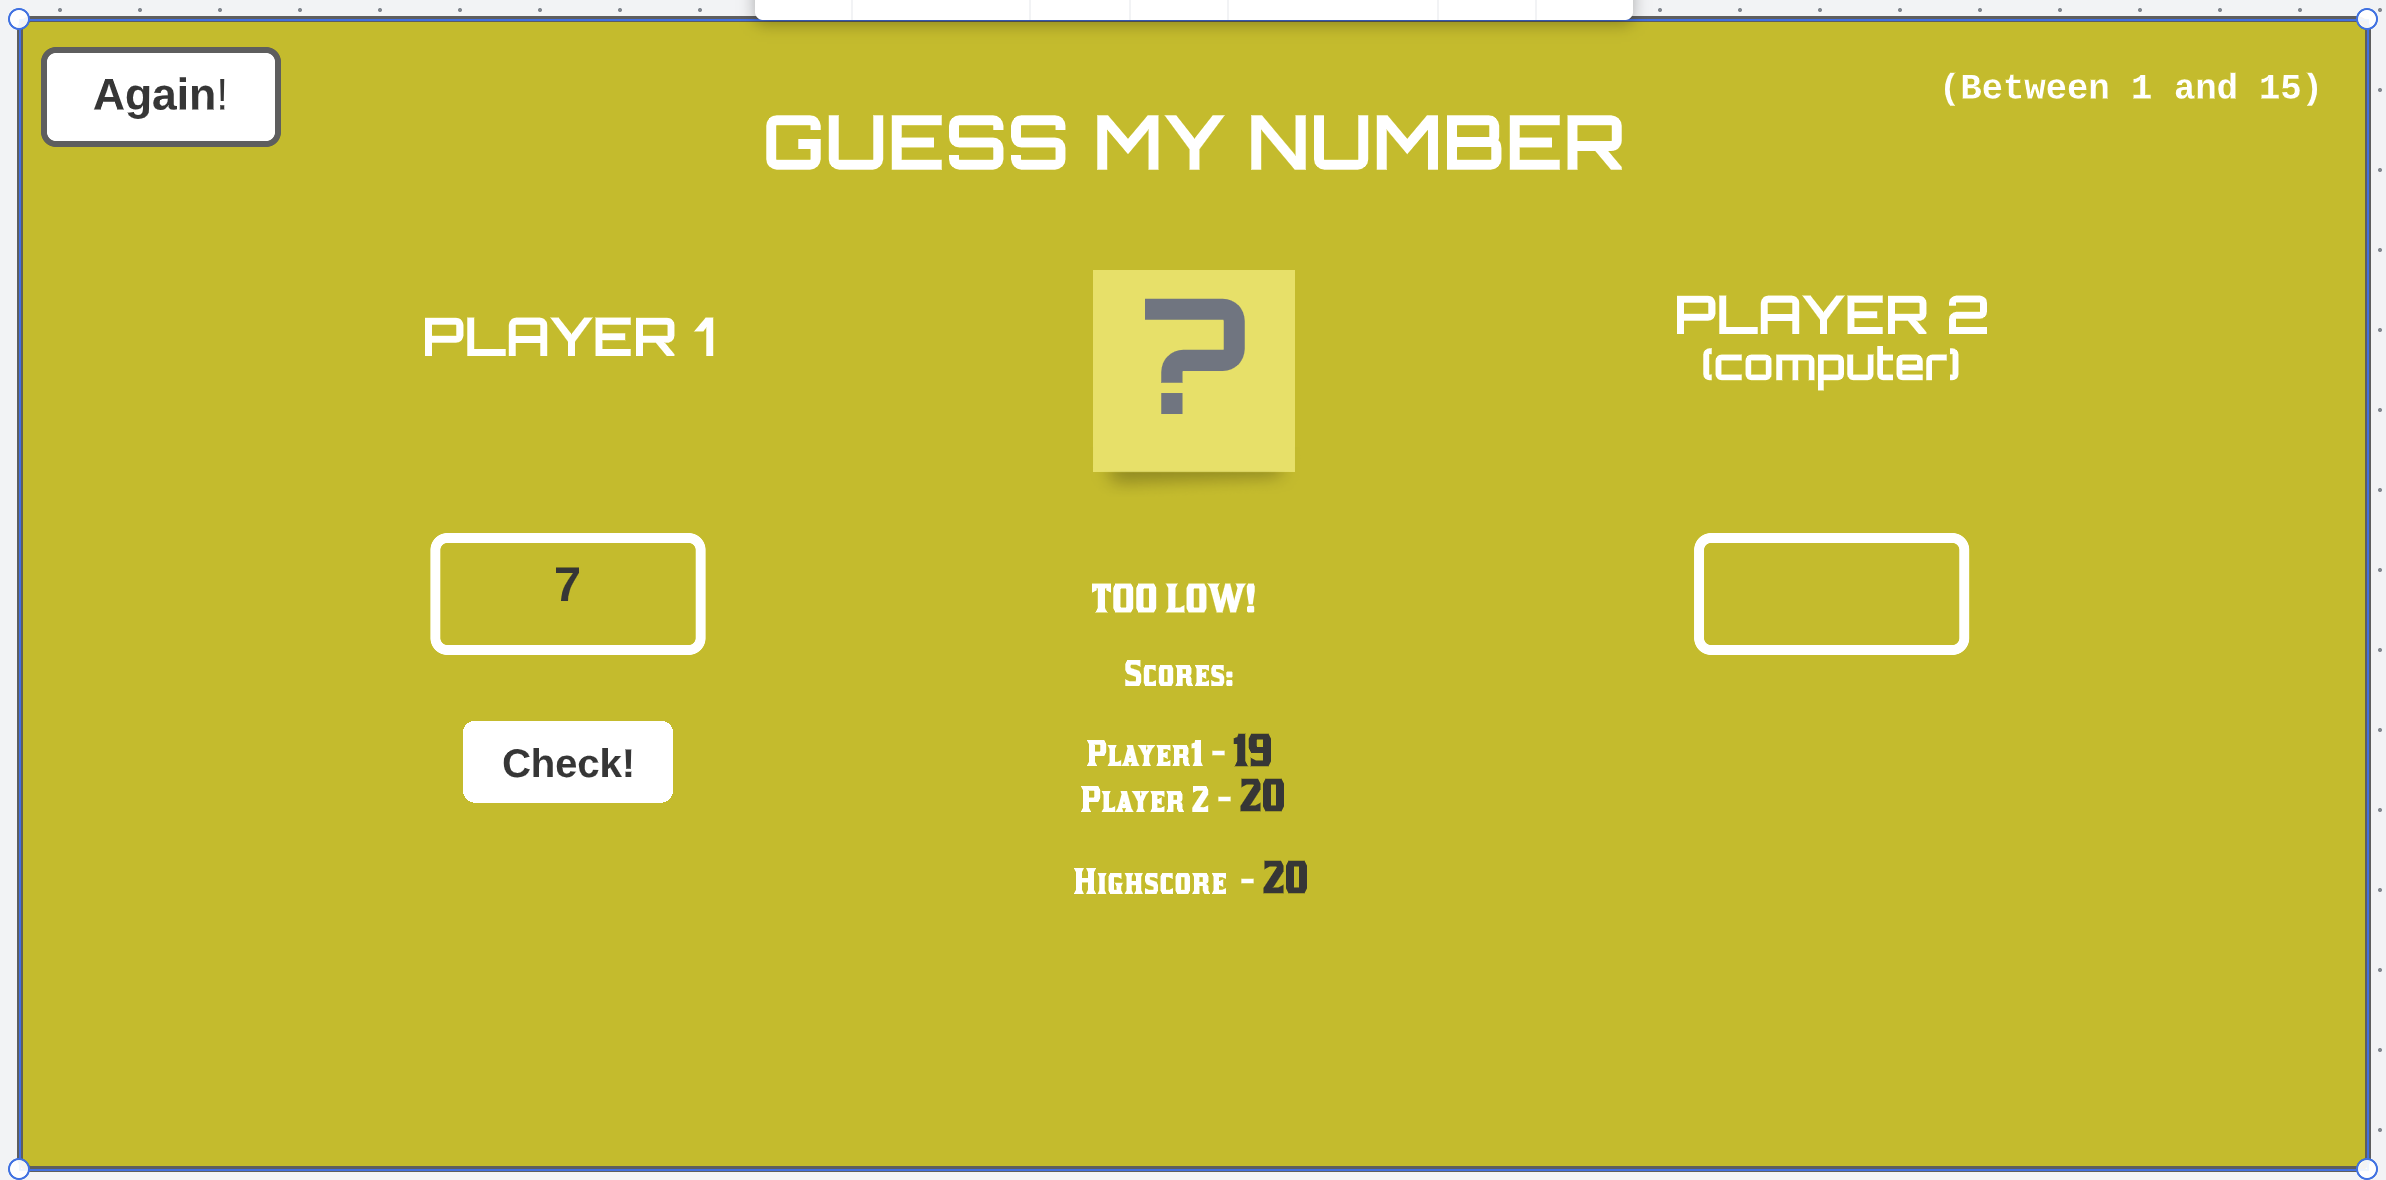 Again!
(Between 1 and 15)
GUESS MY NUMBER
PLAYER 1
?
PLAYER 2
(computer)
7
TOO LOW!
Scores:
Check!
Player1 - 19
Player 2 - 20
Highscore - 20